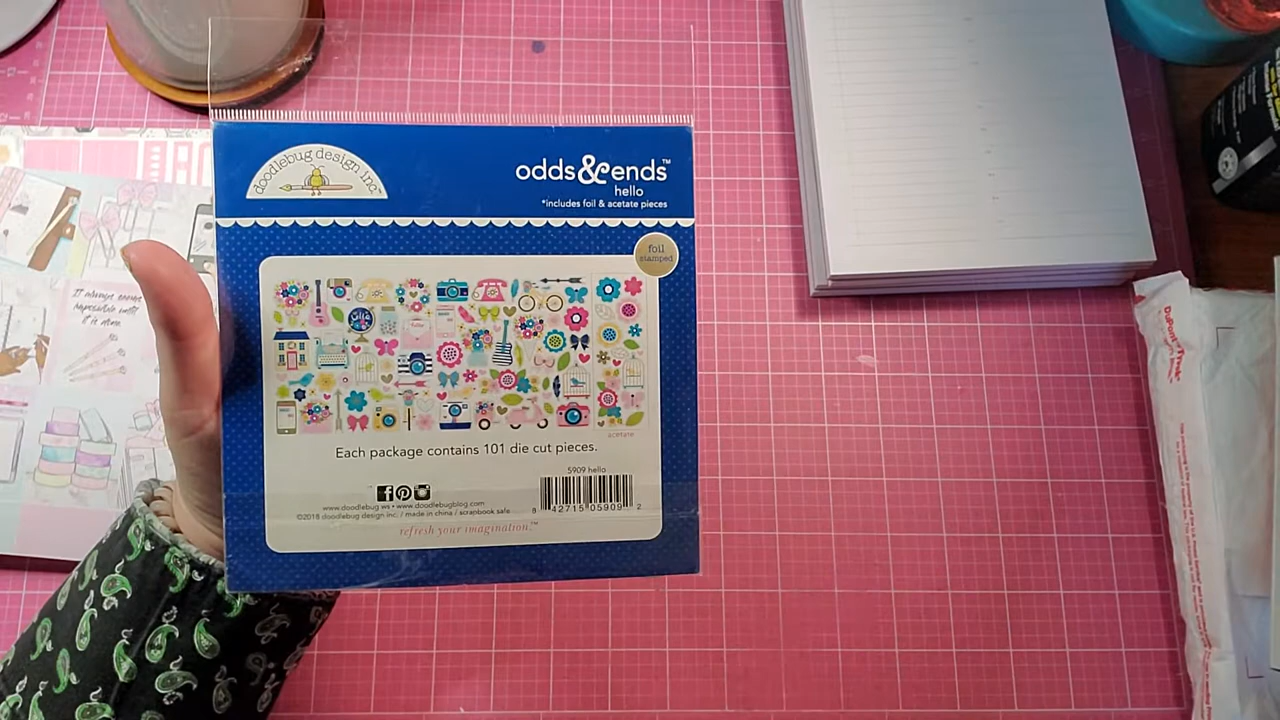 doodlebug design inc.™
odds&ends™
hello
*includes foil & acetate pieces
foil
stamped
hello
acetate
Each package contains 101 die cut pieces.
5909 hello
8 42715 05909 2
www.doodlebug.ws • www.doodlebugblog.com
©2018 doodlebug design inc. / made in china / scrapbook safe
refresh your imagination.™
It always seems
impossible until
it is done.